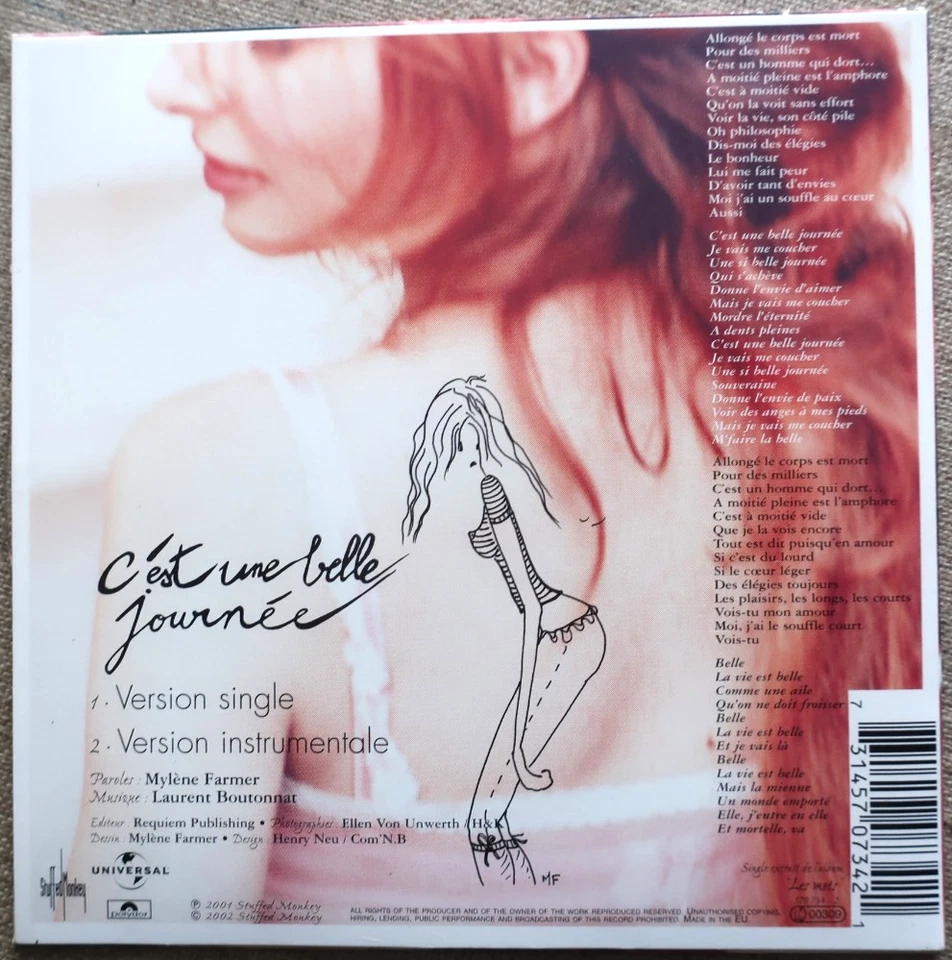 Allongé le corps est mort
Pour des milliers
C'est un homme qui dort...
A moitié pleine est l'amphore
C'est à moitié vide
Qu'on la voit sans effort
Voir la vie, son côté pile
Oh philosophie
Dis-moi des élégies
Le bonheur
Lui me fait peur
D'avoir tant d'envies
Moi j'ai un souffle au cœur
Aussi
C'est une belle journée
Je vais me coucher
Une si belle journée
Qui s'achève
Donne l'envie d'aimer
Mais je vais me coucher
Mordre l'éternité
A dents pleines
C'est une belle journée
Je vais me coucher
Une si belle journée
Souveraine
Donne l'envie de paix
Voir des anges à mes pieds
Mais je vais me coucher
M'faire la belle
Allongé le corps est mort
Pour des milliers
C'est un homme qui dort...
A moitié pleine est l'amphore
C'est à moitié vide
Que je la vois encore
Tout est dit puisqu'en amour
Si c'est du lourd
Si le cœur léger
Des élégies toujours
Les plaisirs, les longs, les courts
Vois-tu mon amour
Moi, j'ai le souffle court
Vois-tu
Belle
La vie est belle
Comme une aile
Qu'on ne doit froisser
Belle
La vie est belle
Et je vais là
Belle
La vie est belle
Mais la mienne
Un monde emporté
Elle, j'entre en elle
Et mortelle, va
C'est une belle
journée
1 · Version single
2 · Version instrumentale
Paroles : Mylène Farmer
Musique : Laurent Boutonnat
Editeur : Requiem Publishing • Photographies : Ellen Von Unwerth / H&K
Dessin : Mylène Farmer • Design : Henry Neu / Com'N.B
MF
Stuffed Monkey
UNIVERSAL
polydor
℗ 2001 Stuffed Monkey
© 2002 Stuffed Monkey
ALL RIGHTS OF THE PRODUCER AND OF THE OWNER OF THE WORK REPRODUCED RESERVED. UNAUTHORISED COPYING,
HIRING, LENDING, PUBLIC PERFORMANCE AND BROADCASTING OF THIS RECORD PROHIBITED. MADE IN THE EU.
Single extrait de l'album
"Les mots"
LC 00309
7 31457 07342 1